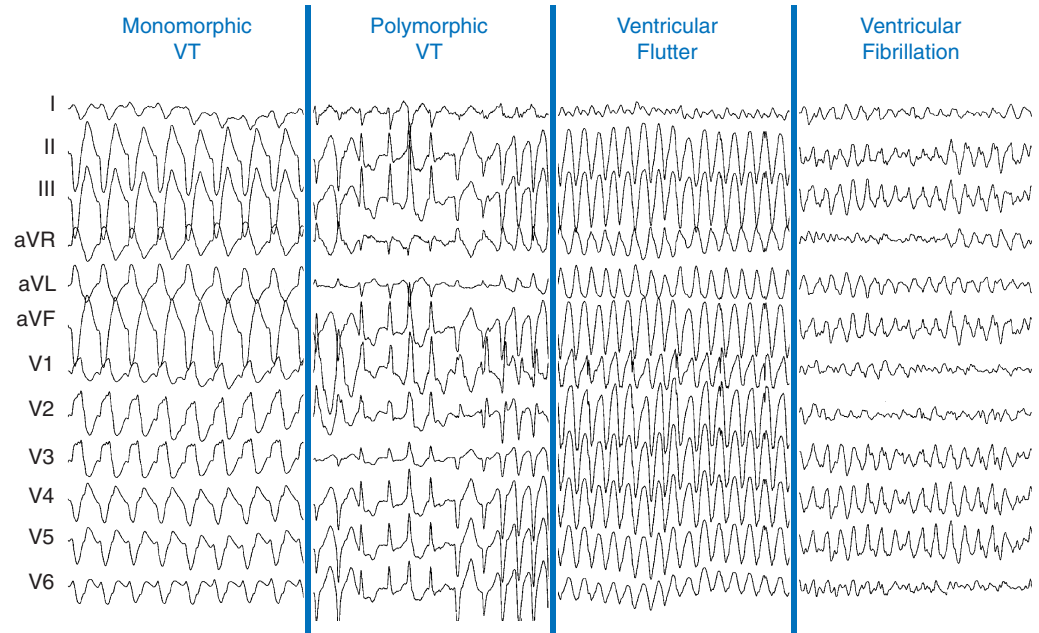 Monomorphic
VT
Polymorphic
VT
Ventricular
Flutter
Ventricular
Fibrillation
I
II
III
aVR
aVL
aVF
V1
V2
V3
V4
V5
V6